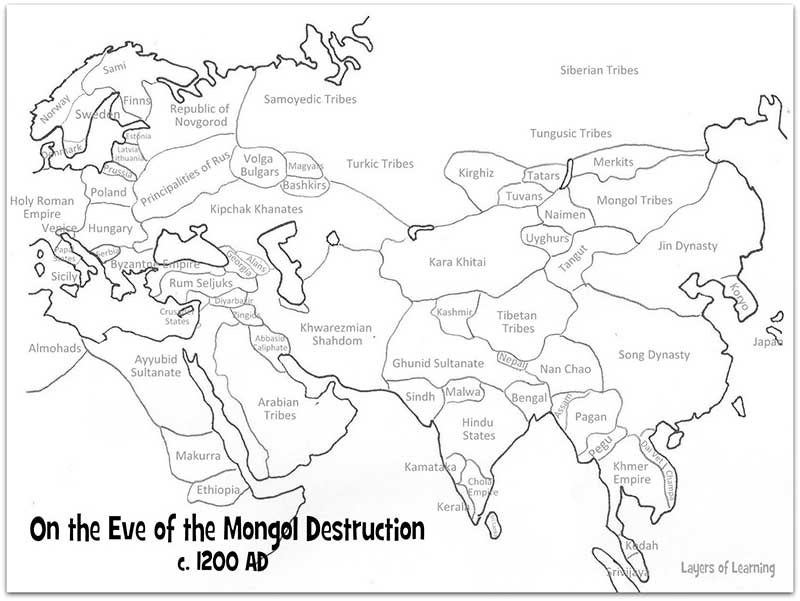 Sami
Norway
Sweden
Finns
Estonia
Denmark
Latvia
Lithuania
Prussia
Republic of
Novgorod
Samoyedic Tribes
Siberian Tribes
Tungusic Tribes
Principalities of Rus
Volga
Bulgars
Magyars
Bashkirs
Turkic Tribes
Kirghiz
Tatars
Merkits
Tuvans
Naimen
Mongol Tribes
Holy Roman
Empire
Poland
Hungary
Kipchak Khanates
Venice
Papal
States
Serbia
Sicily
Byzantine Empire
Georgia
Alans
Rum Seljuks
Diyarbakir
Zingids
Crusader
States
Abbasid
Caliphate
Khwarezmian
Shahdom
Kara Khitai
Uyghurs
Tangut
Jin Dynasty
Koryo
Japan
Almohads
Ayyubid
Sultanate
Arabian
Tribes
Kashmir
Tibetan
Tribes
Ghunid Sultanate
Nepal
Nan Chao
Song Dynasty
Sindh
Malwa
Bengal
Assam
Pagan
Hindu
States
Pegu
Dai Viet
Champa
Khmer
Empire
Makurra
Ethiopia
Kamataka
Chola
Empire
Kerala
Kedah
Srivijaya
On the Eve of the Mongol Destruction
c. 1200 AD
Layers of Learning